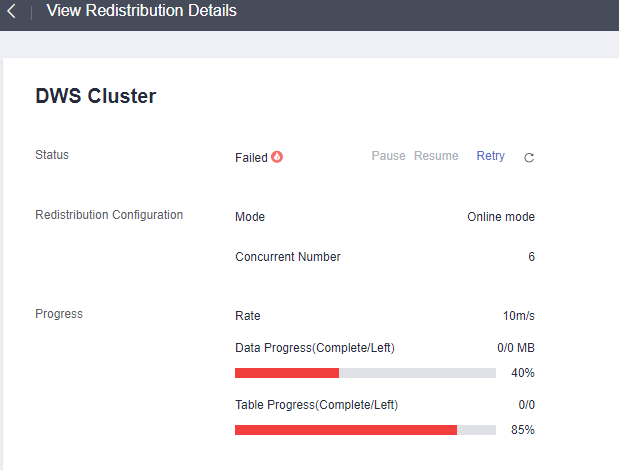 View Redistribution Details
DWS Cluster
Status Failed Pause Resume Retry
Redistribution Configuration Mode Online mode
Concurrent Number 6
Progress Rate 10m/s
Data Progress(Complete/Left) 0/0 MB
40%
Table Progress(Complete/Left) 0/0
85%